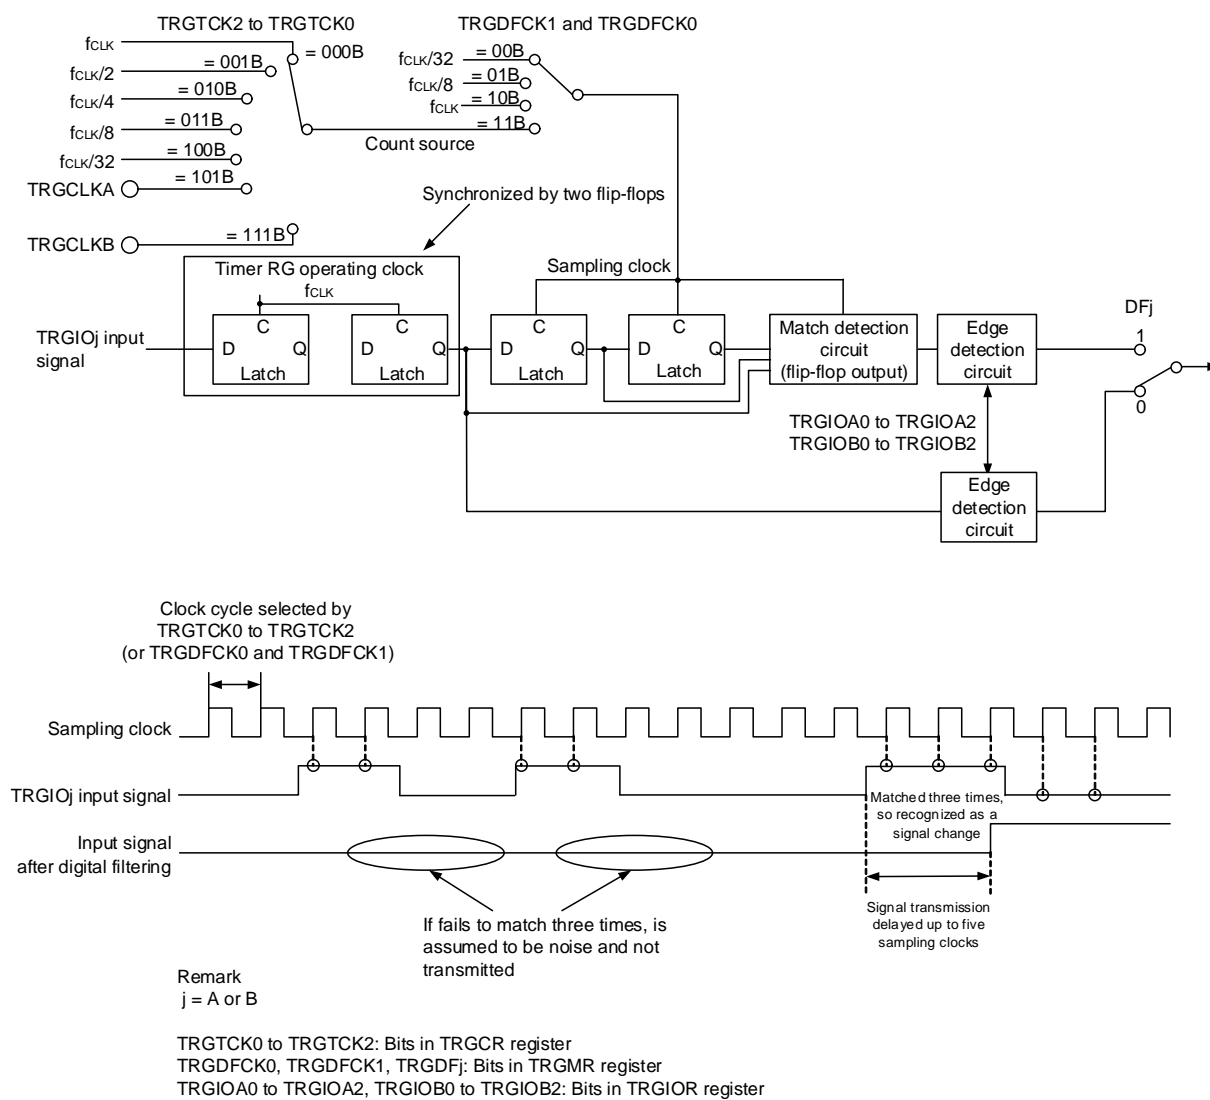 TRGTCK2 to TRGTCK0
TRGDFCK1 and TRGDFCK0
fCLK
= 000B
fCLK/2
= 001B
fCLK/4
= 010B
fCLK/8
= 011B
fCLK/32
= 100B
TRGCLKA
= 101B
TRGCLKB
= 111B
fCLK/32
= 00B
fCLK/8
= 01B
fCLK
= 10B
= 11B
Count source
Synchronized by two flip-flops
Timer RG operating clock
fCLK
Sampling clock
TRGIOj input
signal
C
D
Q
Latch
C
D
Q
Latch
C
D
Q
Latch
C
D
Q
Latch
Match detection
circuit
(flip-flop output)
Edge
detection
circuit
DFj
1
0
TRGIOA0 to TRGIOA2
TRGIOB0 to TRGIOB2
Edge
detection
circuit
Clock cycle selected by
TRGTCK0 to TRGTCK2
(or TRGDFCK0 and TRGDFCK1)
Sampling clock
TRGIOj input signal
Matched three times,
so recognized as a
signal change
Input signal
after digital filtering
If fails to match three times, is
assumed to be noise and not
transmitted
Signal transmission
delayed up to five
sampling clocks
Remark
j = A or B
TRGTCK0 to TRGTCK2: Bits in TRGCR register
TRGDFCK0, TRGDFCK1, TRGDFj: Bits in TRGMR register
TRGIOA0 to TRGIOA2, TRGIOB0 to TRGIOB2: Bits in TRGIOR register